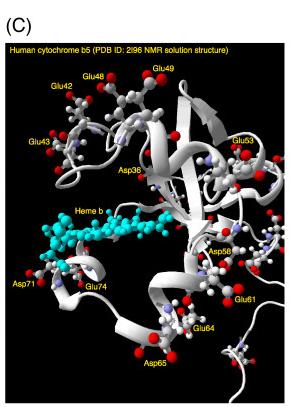 (C)
Human cytochrome b5 (PDB ID: 2I96 NMR solution structure)
Glu49
Glu48
Glu42
Glu43
Glu53
Asp36
Heme b
Asp58
Asp71
Glu74
Glu61
Glu64
Asp65